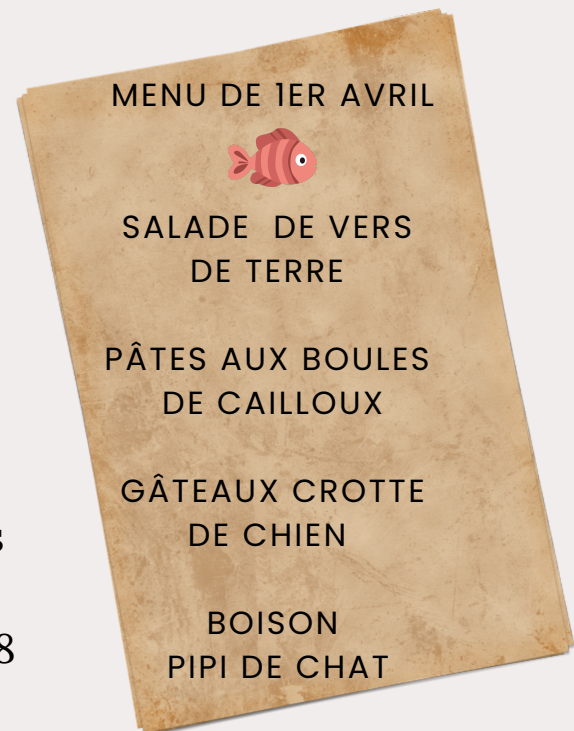 MENU DE 1ER AVRIL
SALADE DE VERS
DE TERRE
PÂTES AUX BOULES
DE CAILLOUX
GÂTEAUX CROTTE
DE CHIEN
s
BOISON
8
PIPI DE CHAT